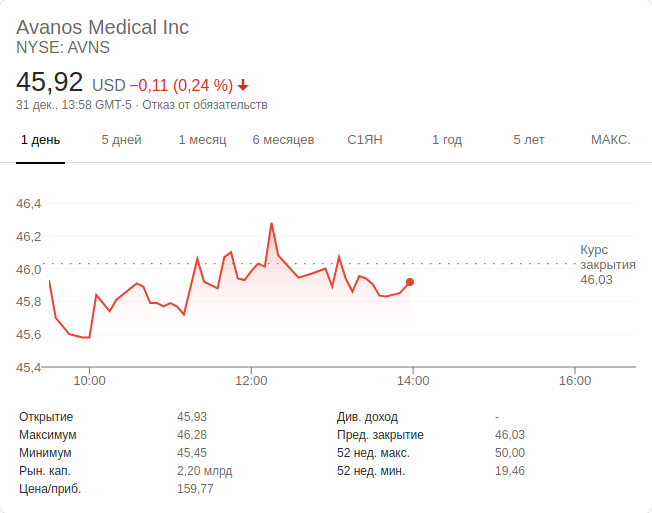 Avanos Medical Inc
NYSE: AVNS
45,92 USD −0,11 (0,24 %)
31 дек., 13:58 GMT-5 · Отказ от обязательств
1 день 5 дней 1 месяц 6 месяцев С1ЯН 1 год 5 лет МАКС.
46,4
46,2
46,0
45,8
45,6
45,4
Курс
закрытия
46,03
10:00 12:00 14:00 16:00
Открытие 45,93 Див. доход -
Максимум 46,28 Пред. закрытие 46,03
Минимум 45,45 52 нед. макс. 50,00
Рын. кап. 2,20 млрд 52 нед. мин. 19,46
Цена/приб. 159,77